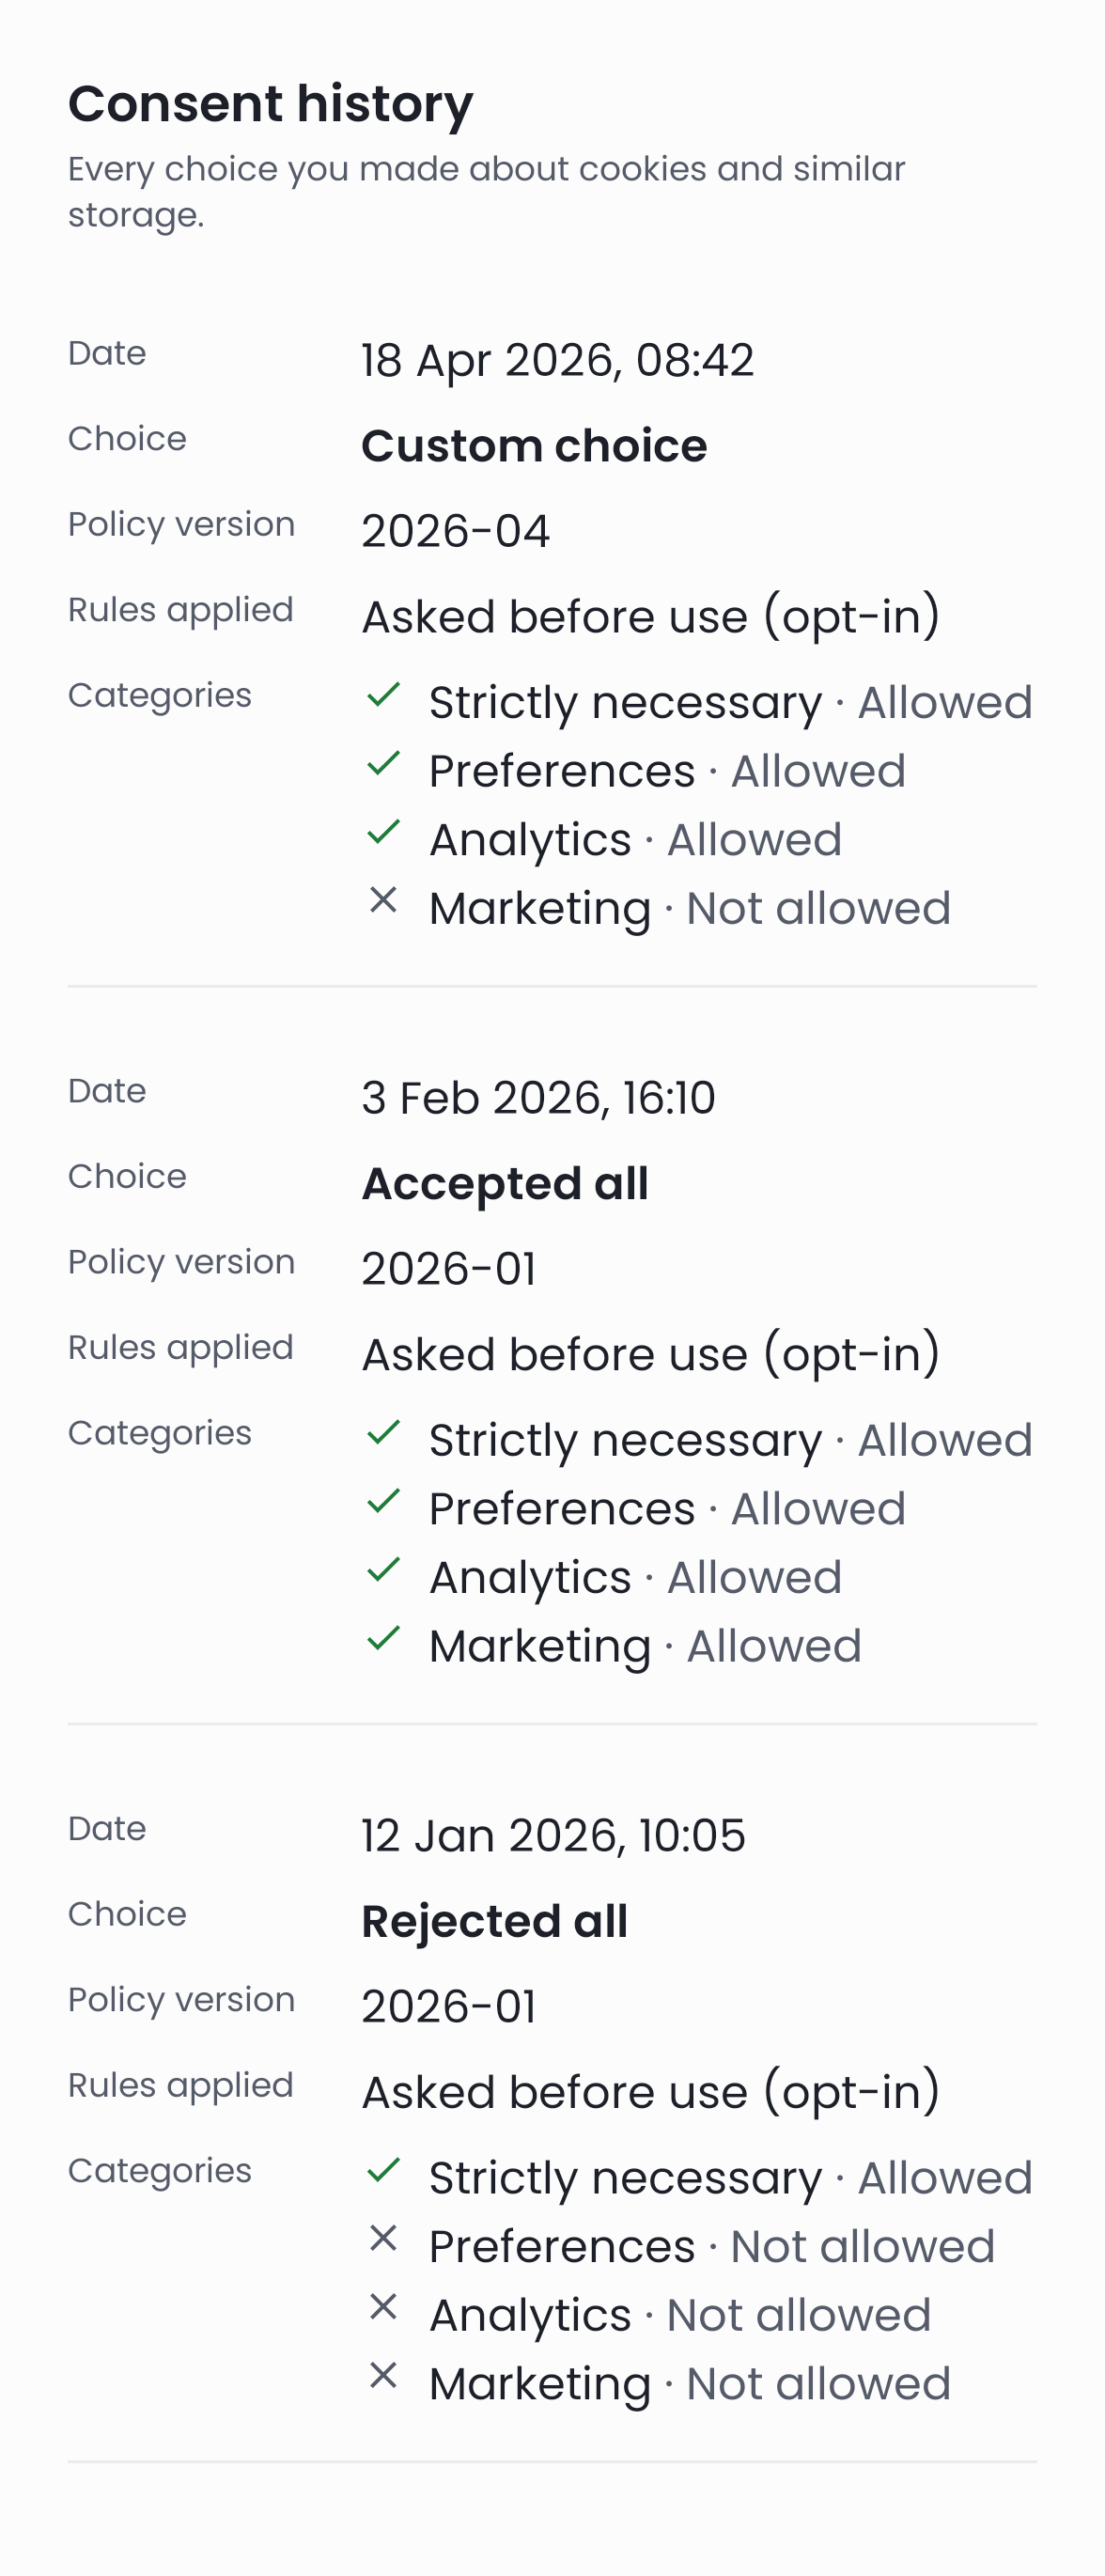 Consent history
Every choice you made about cookies and similar
storage.
Date 18 Apr 2026, 08:42
Choice Custom choice
Policy version 2026-04
Rules applied Asked before use (opt-in)
Categories Strictly necessary · Allowed
Preferences · Allowed
Analytics · Allowed
Marketing · Not allowed
Date 3 Feb 2026, 16:10
Choice Accepted all
Policy version 2026-01
Rules applied Asked before use (opt-in)
Categories Strictly necessary · Allowed
Preferences · Allowed
Analytics · Allowed
Marketing · Allowed
Date 12 Jan 2026, 10:05
Choice Rejected all
Policy version 2026-01
Rules applied Asked before use (opt-in)
Categories Strictly necessary · Allowed
Preferences · Not allowed
Analytics · Not allowed
Marketing · Not allowed